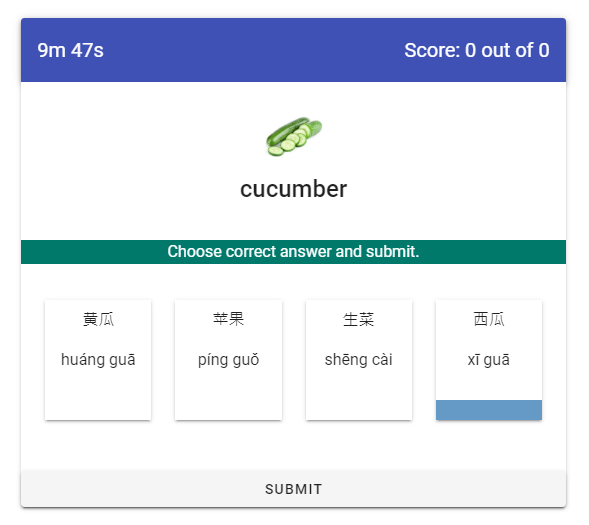 9m 47s Score: 0 out of 0
cucumber
Choose correct answer and submit.
黄瓜 苹果 生菜 西瓜
huáng guā píng guǒ shēng cài xī guā
SUBMIT